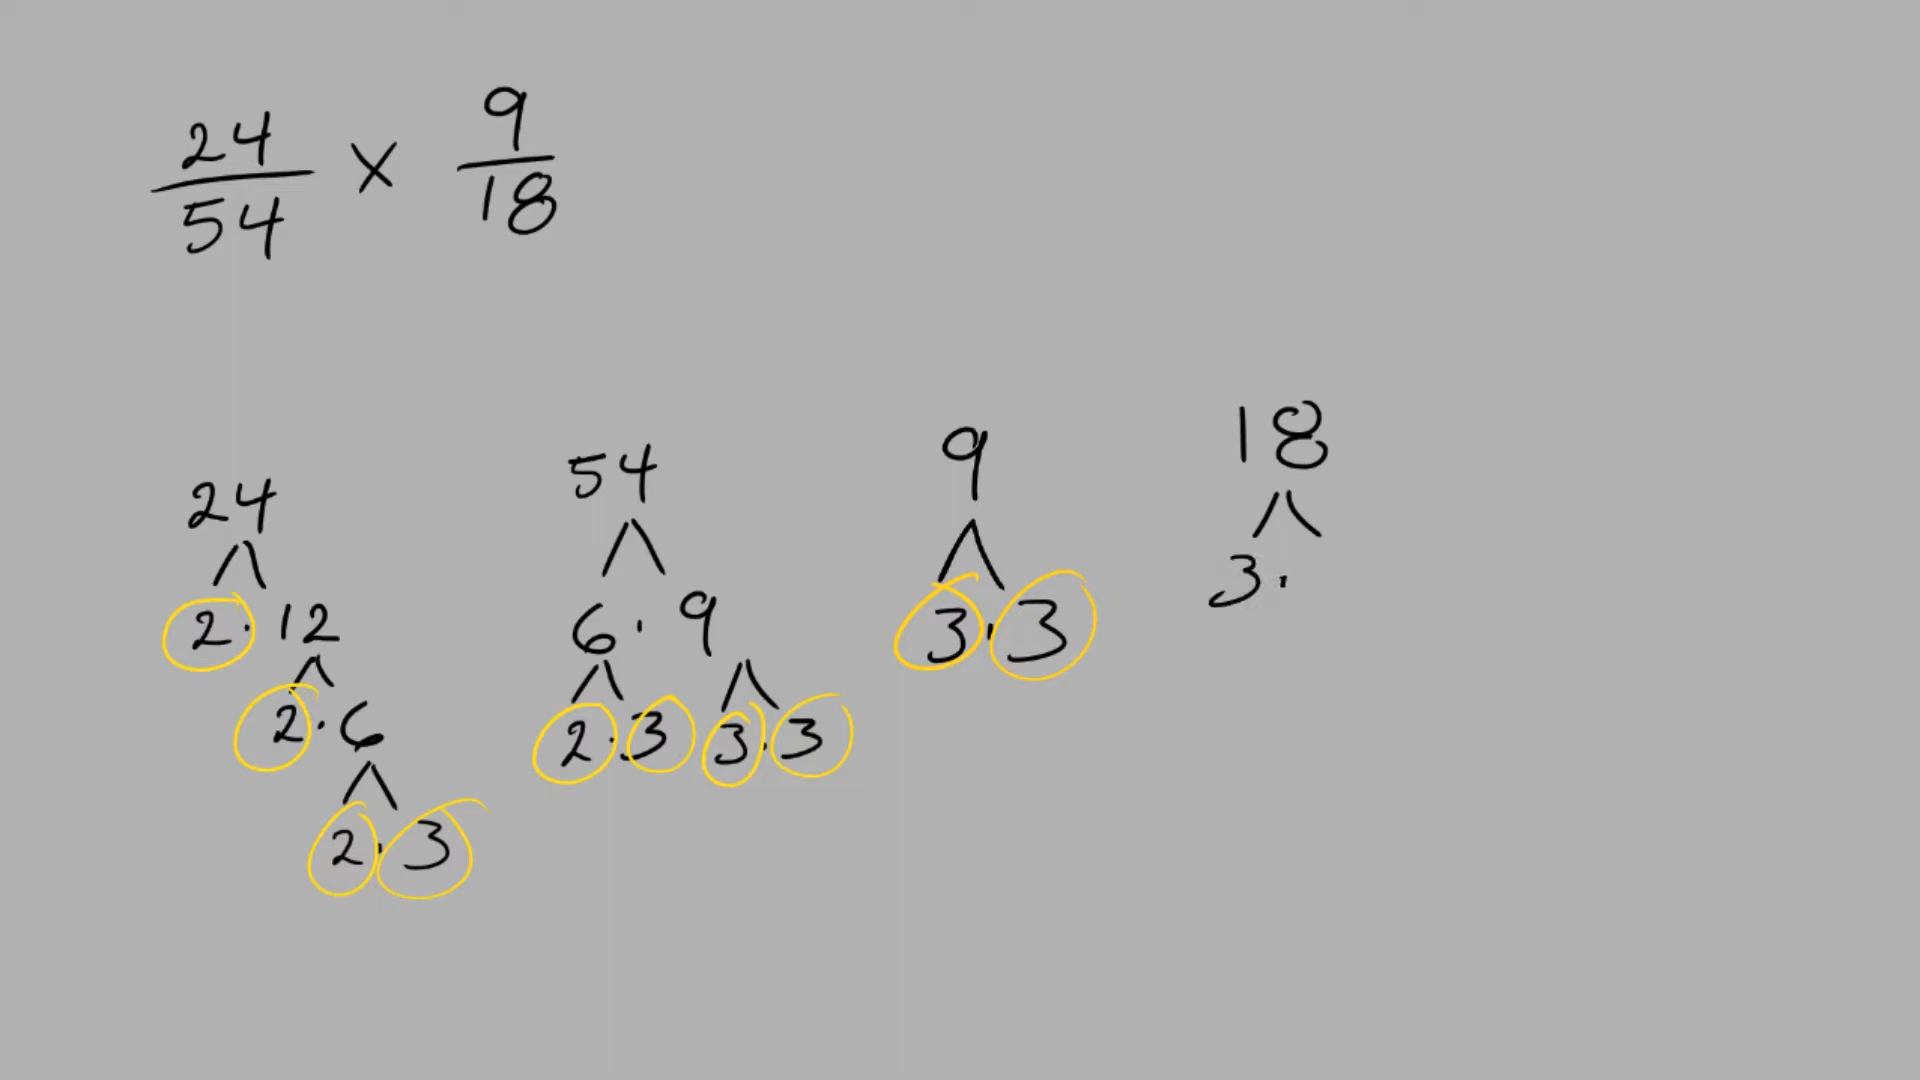 24/54 × 9/18
24 54 9 18
2 · 12 6 · 9 3 · 3 3 ·
2 · 6 2 · 3 3 · 3
2 · 3